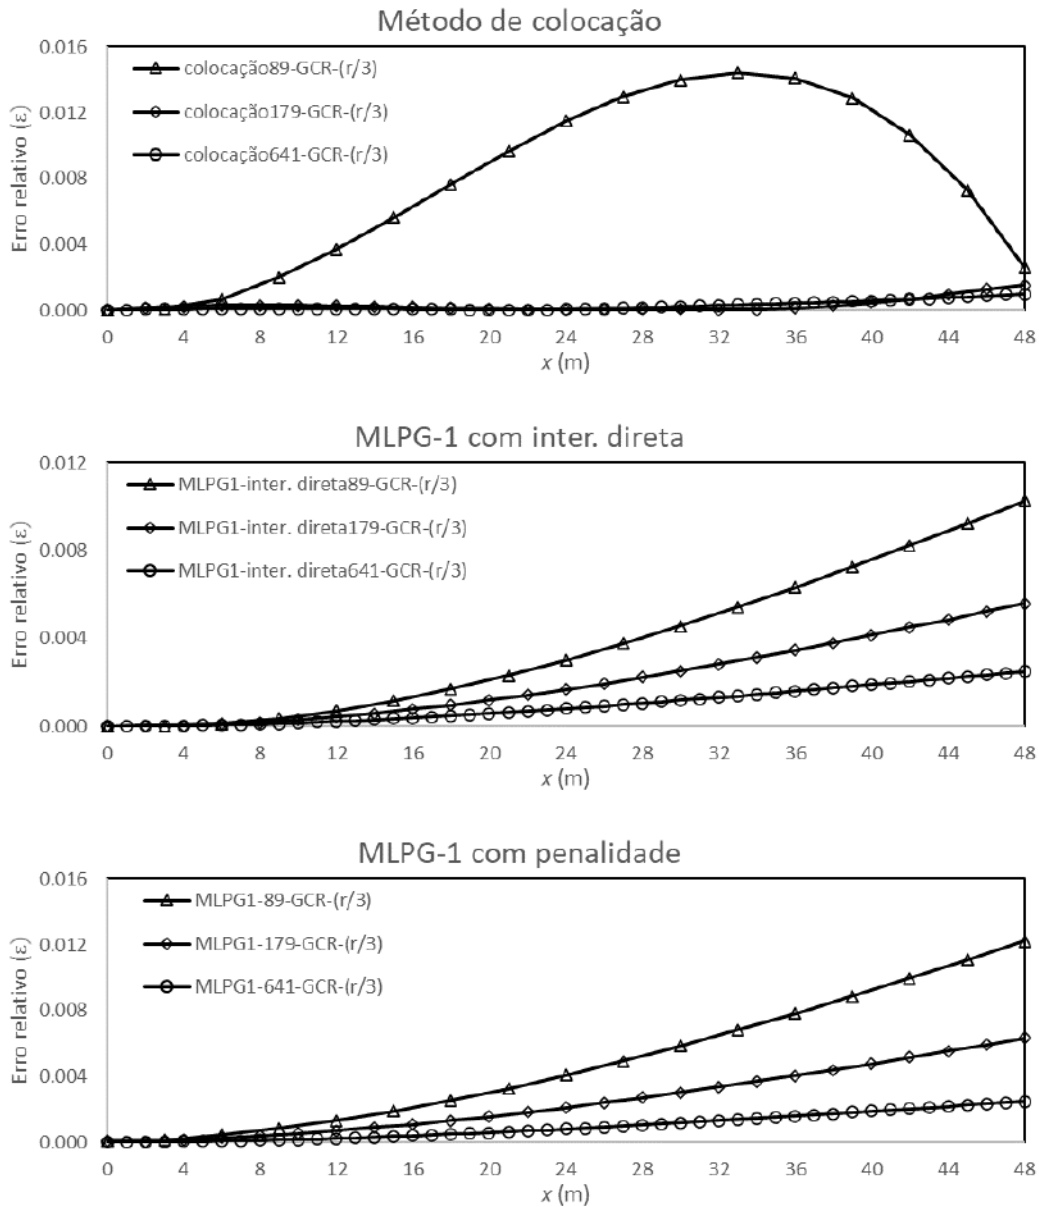 Método de colocação
0.016
0.012
0.008
0.004
0.000
Erro relativo (ε)
colocação89-GCR-(r/3)
colocação179-GCR-(r/3)
colocação641-GCR-(r/3)
0 4 8 12 16 20 24 28 32 36 40 44 48
x (m)
MLPG-1 com inter. direta
0.012
0.008
0.004
0.000
Erro relativo (ε)
MLPG1-inter. direta89-GCR-(r/3)
MLPG1-inter. direta179-GCR-(r/3)
MLPG1-inter. direta641-GCR-(r/3)
0 4 8 12 16 20 24 28 32 36 40 44 48
x (m)
MLPG-1 com penalidade
0.016
0.012
0.008
0.004
0.000
Erro relativo (ε)
MLPG1-89-GCR-(r/3)
MLPG1-179-GCR-(r/3)
MLPG1-641-GCR-(r/3)
0 4 8 12 16 20 24 28 32 36 40 44 48
x (m)